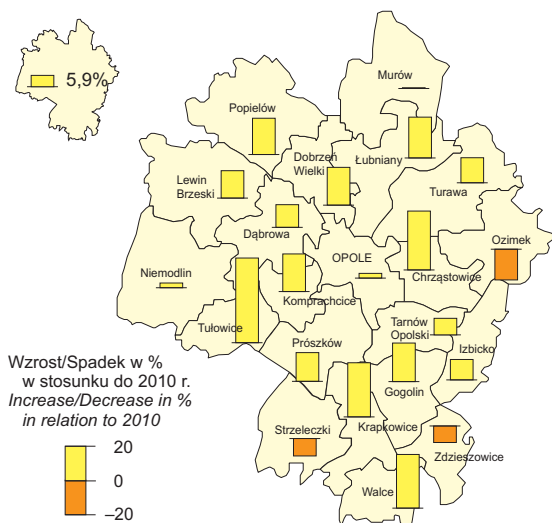 5,9%
Murów
Popielów
Dobrzeń
Wielki
Łubniany
Lewin
Brzeski
Turawa
Dąbrowa
Ozimek
OPOLE
Niemodlin
Chrząstowice
Komprachcice
Tułowice
Tarnów
Opolski
Prószków
Izbicko
Wzrost/Spadek w %
w stosunku do 2010 r.
Increase/Decrease in %
in relation to 2010
Gogolin
Krapkowice
Strzeleczki
Zdzieszowice
Walce
20
0
–20